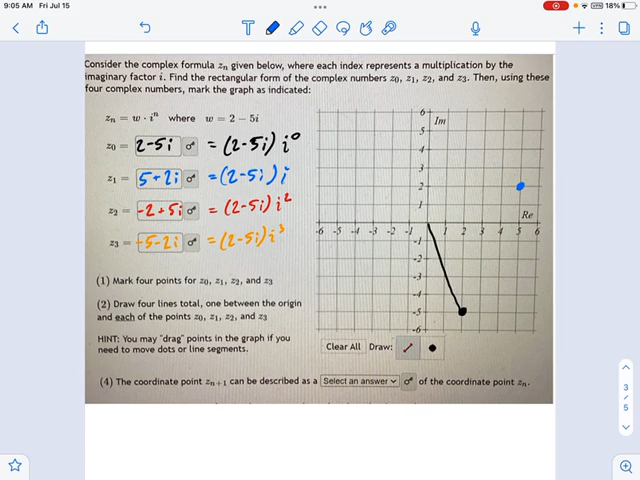 9:05 AM Fri Jul 15
VPN 18%
Consider the complex formula zₙ given below, where each index represents a multiplication by the
imaginary factor i. Find the rectangular form of the complex numbers z₀, z₁, z₂, and z₃. Then, using these
four complex numbers, mark the graph as indicated:
zₙ = w · iⁿ where w = 2 − 5i
z₀ = 2-5i = (2-5i) i⁰
z₁ = 5+2i = (2-5i) i
z₂ = -2+5i = (2-5i) i²
z₃ = -5-2i = (2-5i) i³
6 Im
5
4
3
2
1
Re
-6 -5 -4 -3 -2 -1 1 2 3 4 5 6
-1
-2
-3
-4
-5
-6
(1) Mark four points for z₀, z₁, z₂, and z₃
(2) Draw four lines total, one between the origin
and each of the points z₀, z₁, z₂, and z₃
HINT: You may "drag" points in the graph if you
need to move dots or line segments.
Clear All Draw:
(4) The coordinate point zₙ₊₁ can be described as a Select an answer of the coordinate point zₙ.
3
/
5